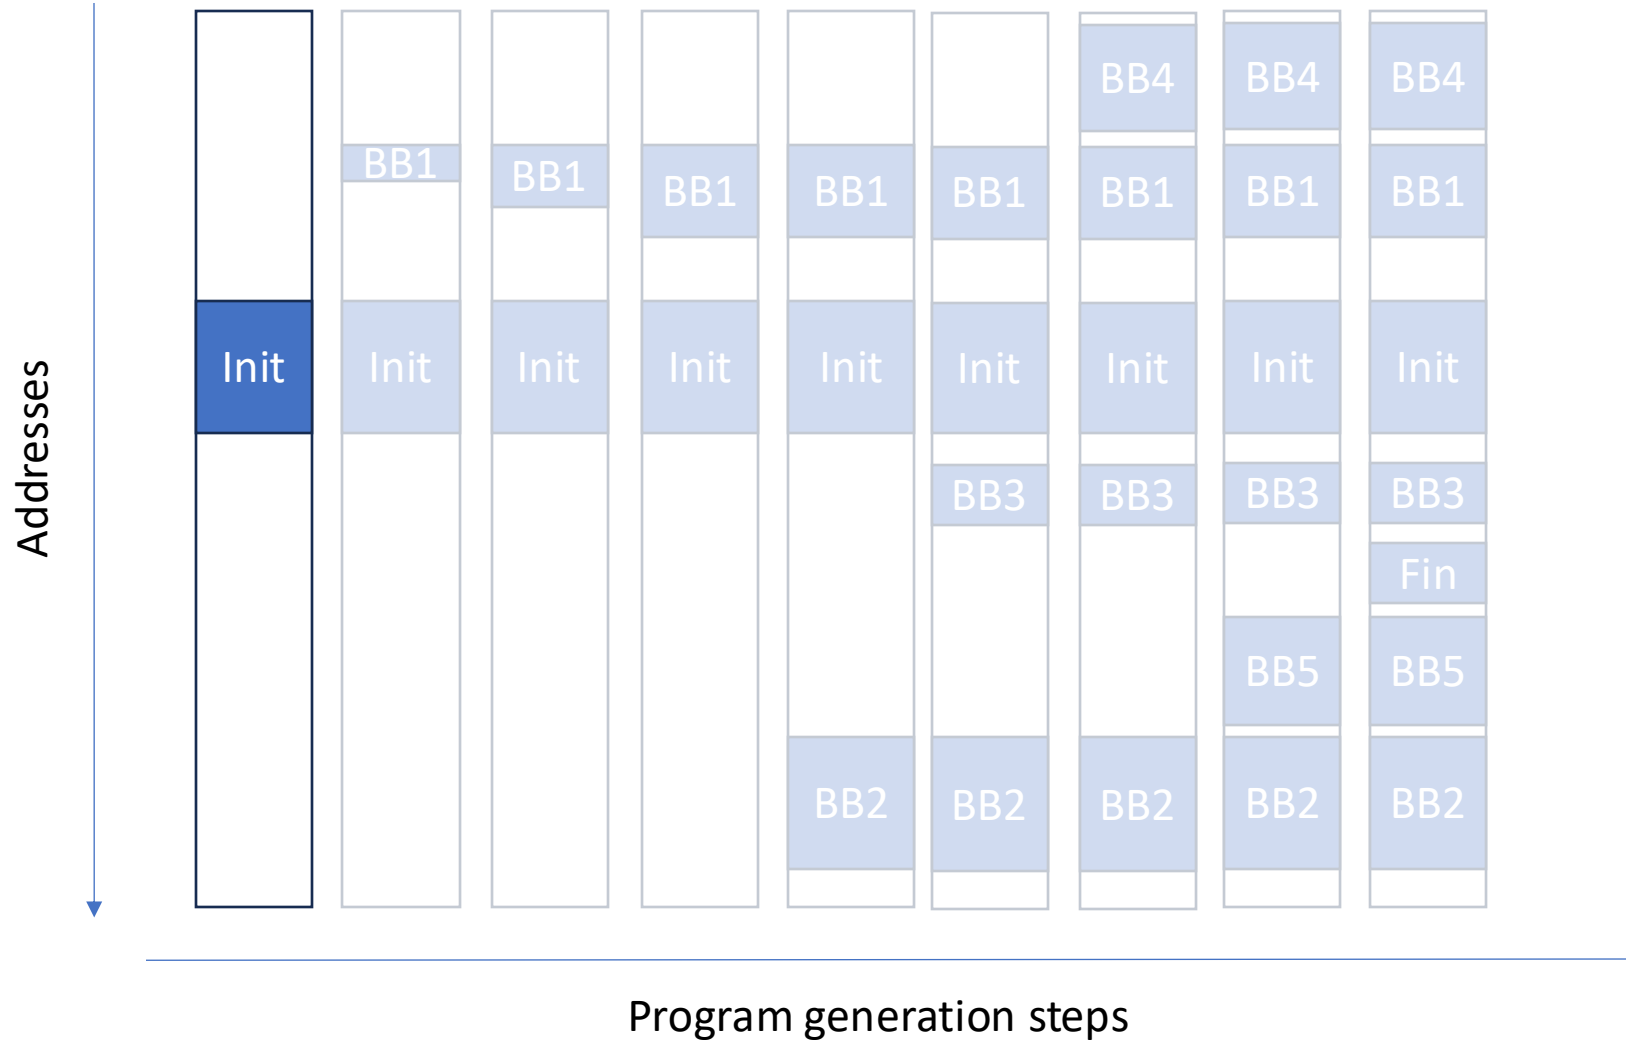 BB4 BB4 BB4
BB1 BB1 BB1 BB1 BB1 BB1 BB1 BB1
Init Init Init Init Init Init Init Init Init
BB3 BB3 BB3 BB3
Fin
BB5 BB5
BB2 BB2 BB2 BB2 BB2
Addresses
Program generation steps